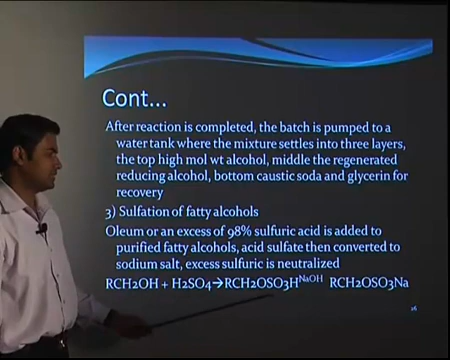 Cont...
After reaction is completed, the batch is pumped to a
water tank where the mixture settles into three layers,
the top high mol wt alcohol, middle the regenerated
reducing alcohol, bottom caustic soda and glycerin for
recovery
3) Sulfation of fatty alcohols
Oleum or an excess of 98% sulfuric acid is added to
purified fatty alcohols, acid sulfate then converted to
sodium salt, excess sulfuric is neutralized
RCH2OH + H2SO4→RCH2OSO3H NaOH RCH2OSO3Na
26